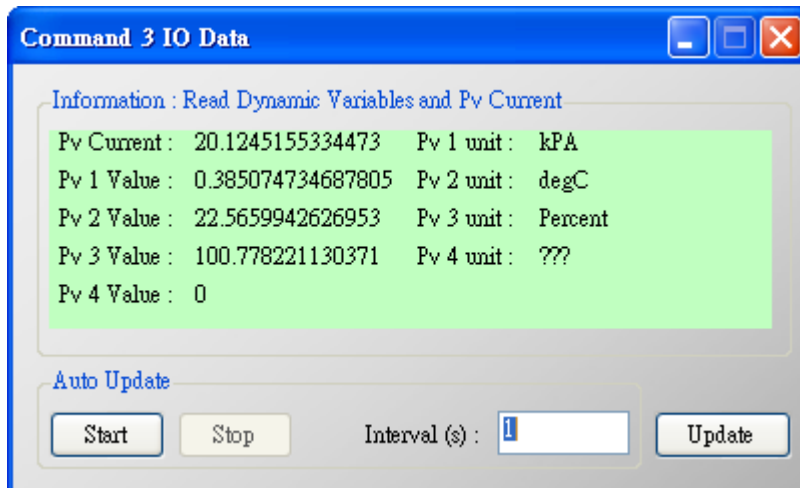 Command 3 IO Data
Information : Read Dynamic Variables and Pv Current
Pv Current : 20.1245155334473 Pv 1 unit : kPA
Pv 1 Value : 0.385074734687805 Pv 2 unit : degC
Pv 2 Value : 22.5659942626953 Pv 3 unit : Percent
Pv 3 Value : 100.778221130371 Pv 4 unit : ???
Pv 4 Value : 0
Auto Update
Start Stop Interval (s) : 1 Update